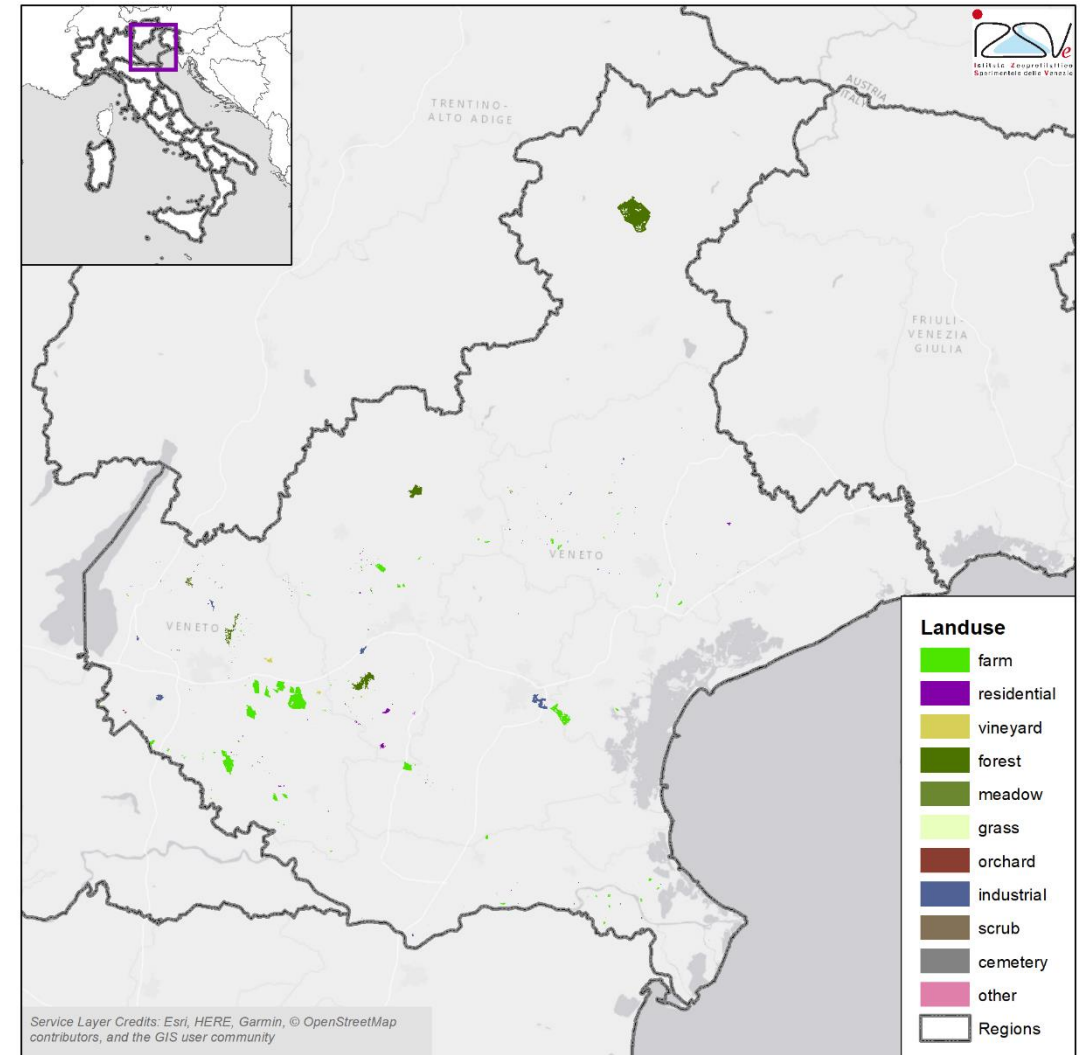 IZSVe
Istituto Zooprofilattico
Sperimentale delle Venezie
TRENTINO-
ALTO ADIGE
AUSTRIA
ITALY
FRIULI-
VENEZIA
GIULIA
VENETO
VENETO
Landuse
farm
residential
vineyard
forest
meadow
grass
orchard
industrial
scrub
cemetery
other
Regions
Service Layer Credits: Esri, HERE, Garmin, © OpenStreetMap
contributors, and the GIS user community